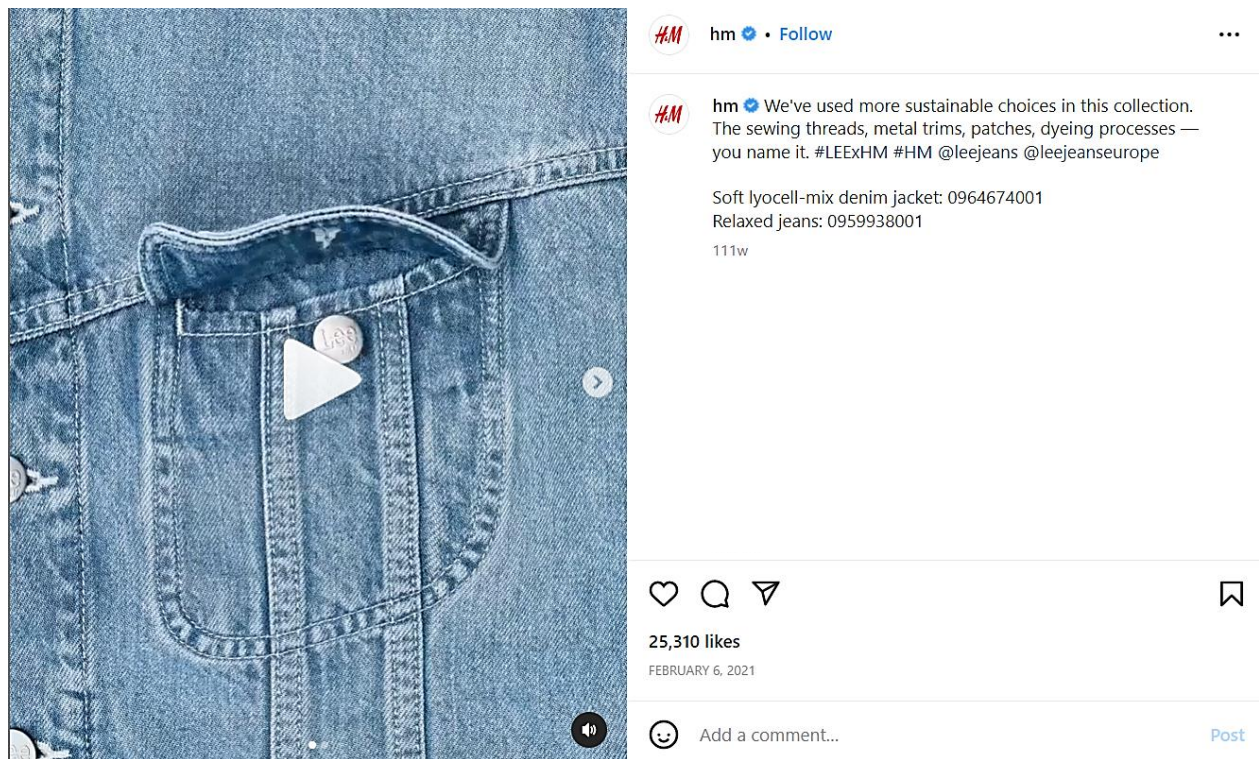 Lee
H&M
hm • Follow
H&M
hm We've used more sustainable choices in this collection.
The sewing threads, metal trims, patches, dyeing processes —
you name it. #LEExHM #HM @leejeans @leejeanseurope
Soft lyocell-mix denim jacket: 0964674001
Relaxed jeans: 0959938001
111w
25,310 likes
FEBRUARY 6, 2021
Add a comment...
Post